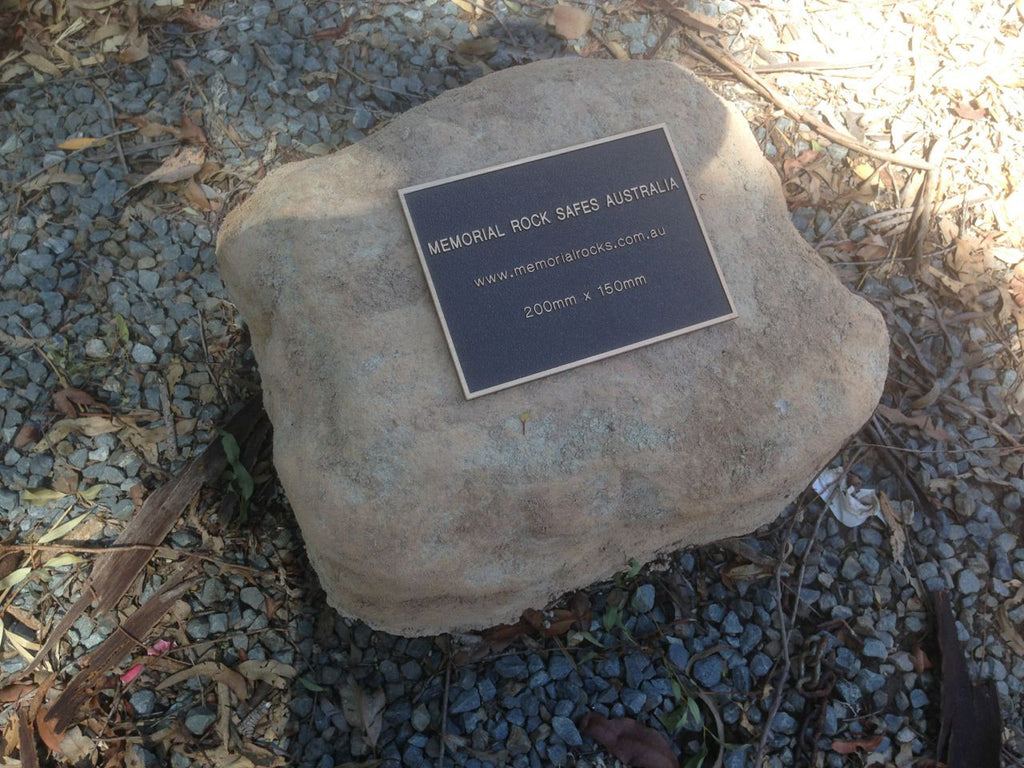 MEMORIAL ROCK SAFES AUSTRALIA
www.memorialrocks.com.au
200mm x 150mm